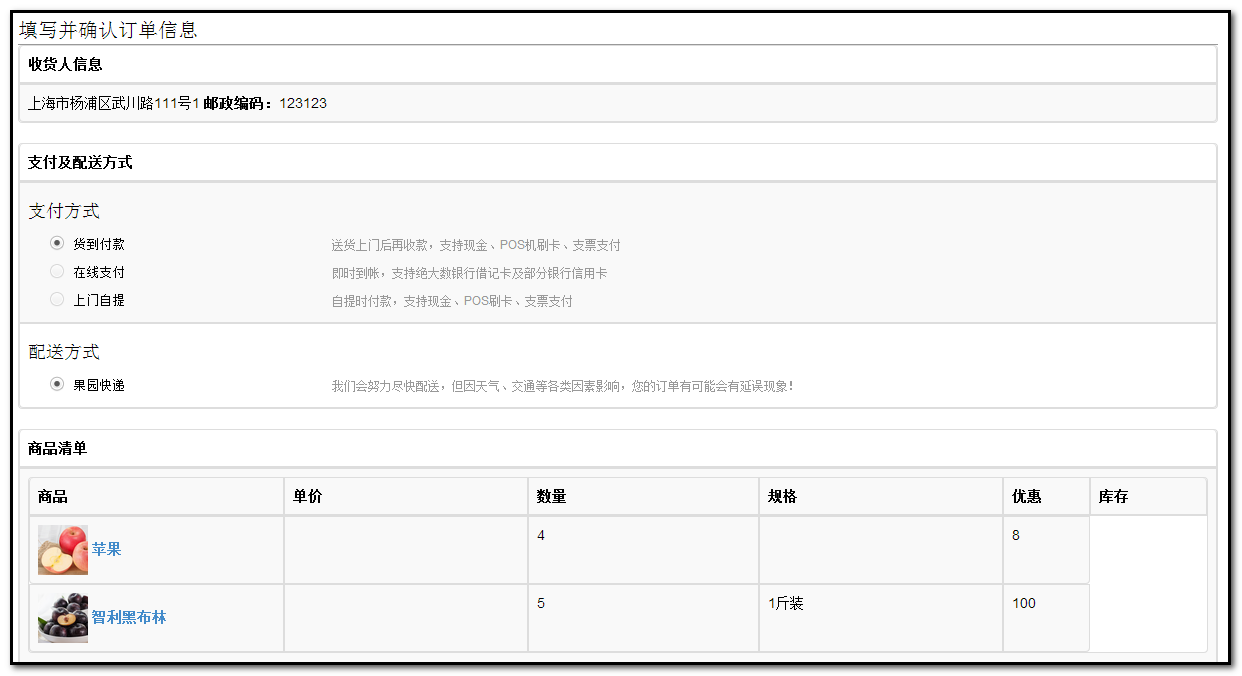 填写并确认订单信息
收货人信息
上海市杨浦区武川路111号1 邮政编码：123123
支付及配送方式
支付方式
货到付款 送货上门后再收款，支持现金、POS机刷卡、支票支付
在线支付 即时到帐，支持绝大数银行借记卡及部分银行信用卡
上门自提 自提时付款，支持现金、POS刷卡、支票支付
配送方式
果园快递 我们会努力尽快配送，但因天气、交通等各类因素影响，您的订单有可能会有延误现象！
商品清单
商品 单价 数量 规格 优惠 库存
苹果 4 8
智利黑布林 5 1斤装 100